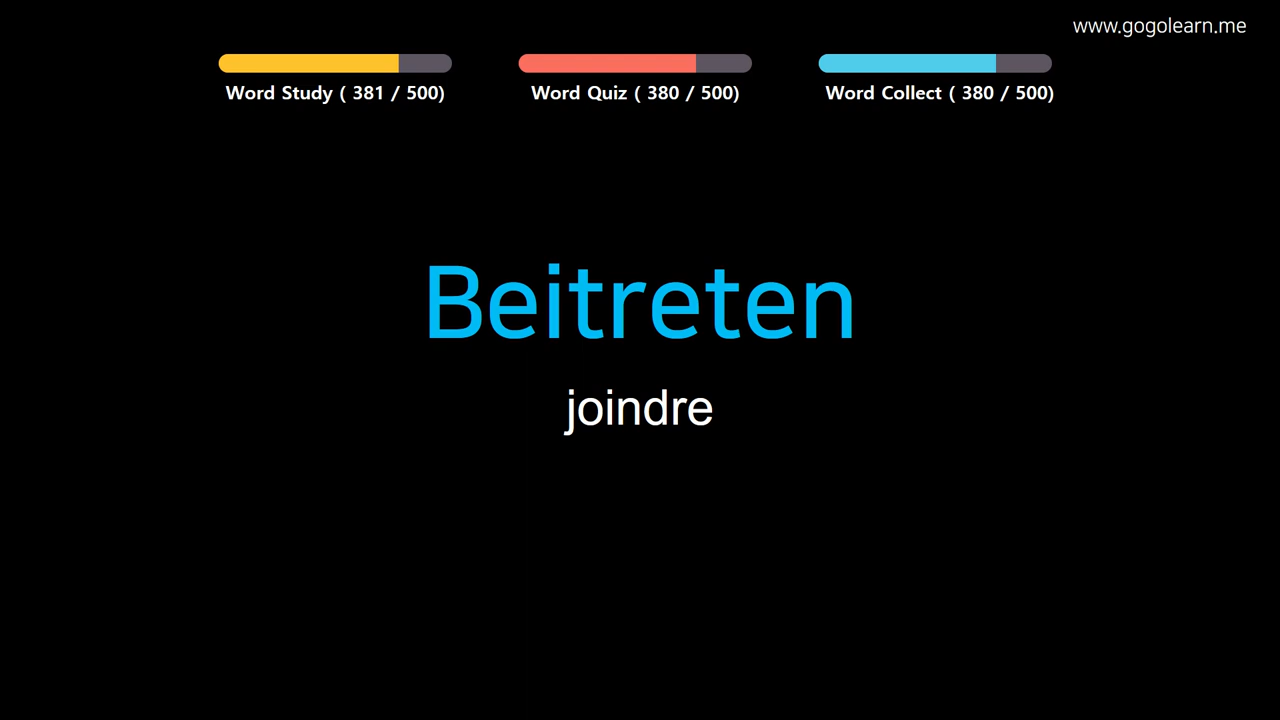 www.gogolearn.me
Word Study ( 381 / 500)
Word Quiz ( 380 / 500)
Word Collect ( 380 / 500)
Beitreten
joindre